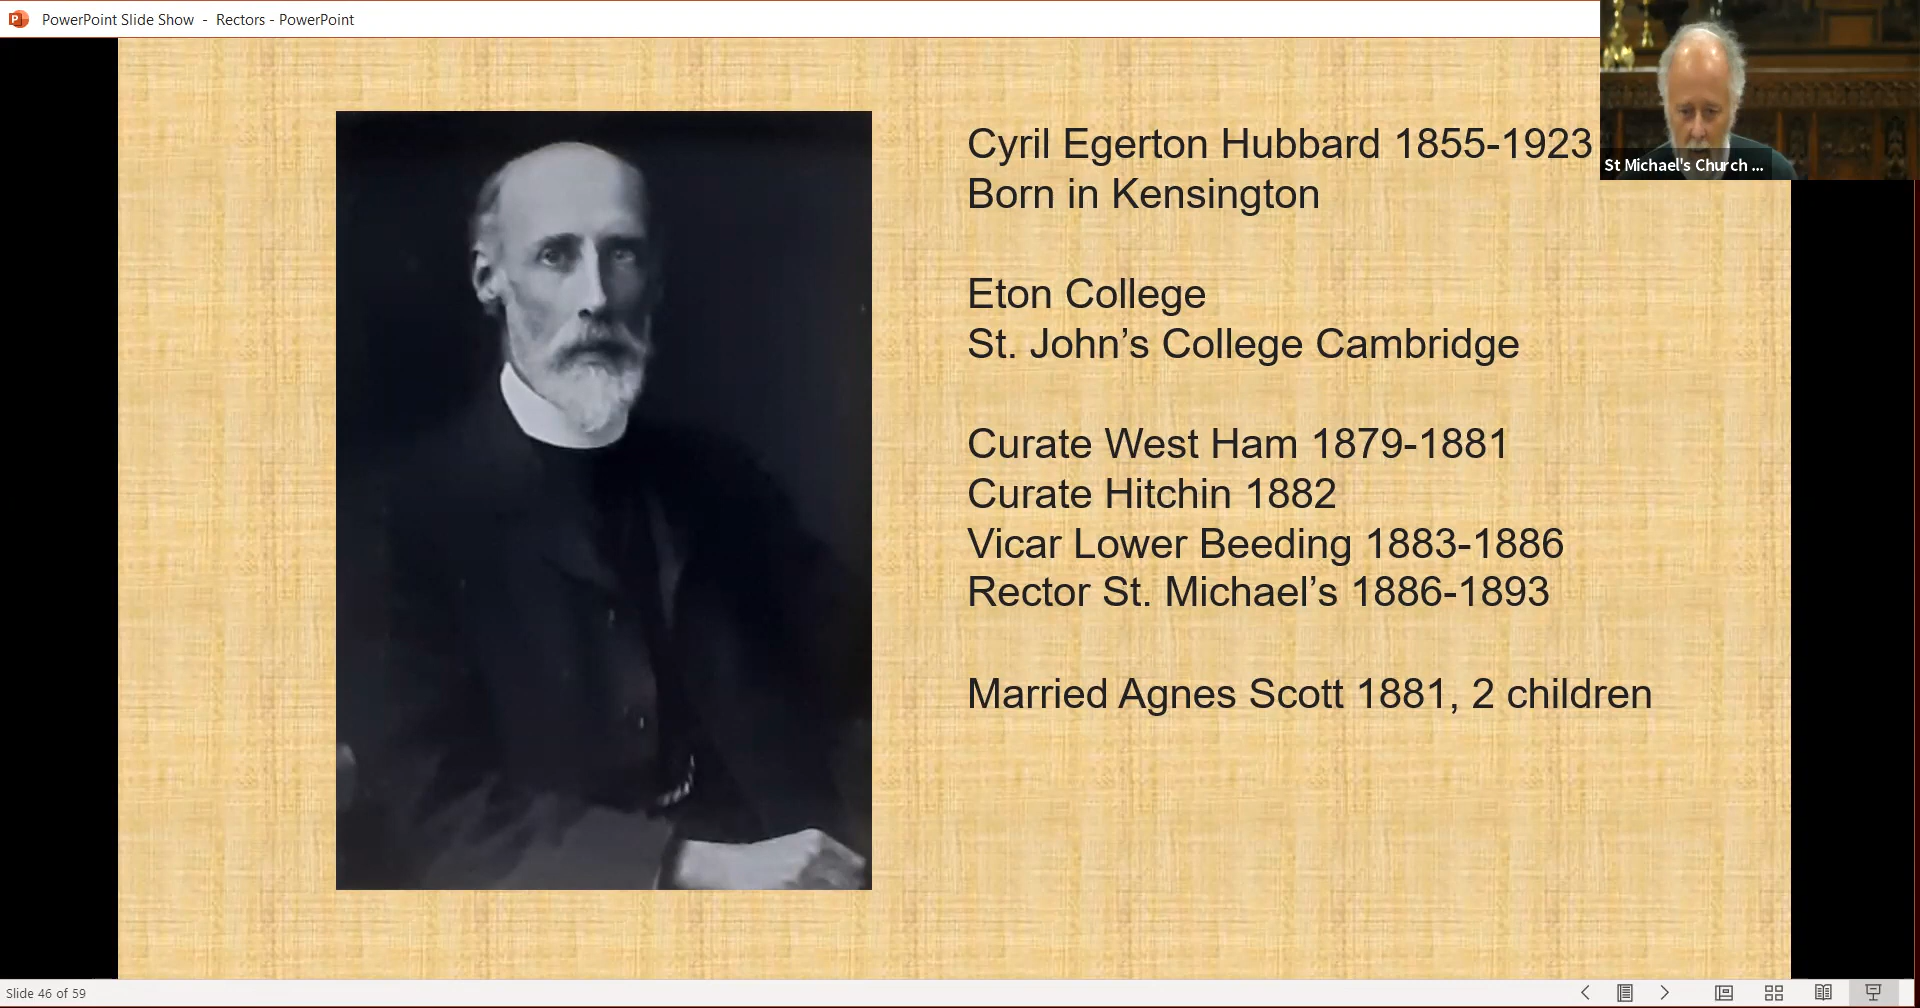 PowerPoint Slide Show - Rectors - PowerPoint
Cyril Egerton Hubbard 1855-1923
Born in Kensington
Eton College
St. John’s College Cambridge
Curate West Ham 1879-1881
Curate Hitchin 1882
Vicar Lower Beeding 1883-1886
Rector St. Michael’s 1886-1893
Married Agnes Scott 1881, 2 children
St Michael's Church ...
Slide 46 of 59